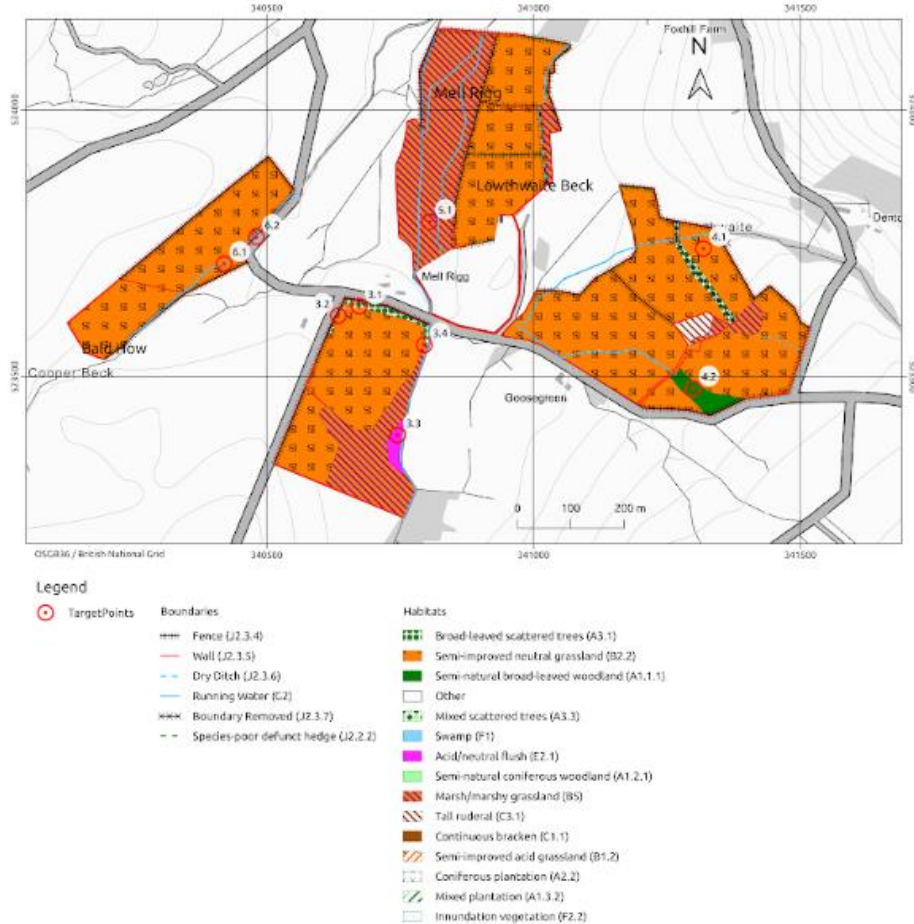 340500 341000 341500
Foxhill Farm
N
Mell Rigg
524000
Lowthwaite Beck
5.1
6.2
6.1
4.1
Dento
Mell Rigg
3.2 3.1
3.4
Bald How
Cooper Beck
523500
4.2
Goosegreen
3.3
0 100 200 m
OSGB36 / British National Grid
340500 341000 341500
Legend
TargetPoints
Boundaries
Fence (J2.3.4)
Wall (J2.3.5)
Dry Ditch (J2.3.6)
Running Water (G2)
Boundary Removed (J2.3.7)
Species-poor defunct hedge (J2.2.2)
Habitats
Broad-leaved scattered trees (A3.1)
Semi-improved neutral grassland (B2.2)
Semi-natural broad-leaved woodland (A1.1.1)
Other
Mixed scattered trees (A3.3)
Swamp (F1)
Acid/neutral flush (E2.1)
Semi-natural coniferous woodland (A1.2.1)
Marsh/marshy grassland (B5)
Tall ruderal (C3.1)
Continuous bracken (C1.1)
Semi-improved acid grassland (B1.2)
Coniferous plantation (A2.2)
Mixed plantation (A1.3.2)
Innundation vegetation (F2.2)